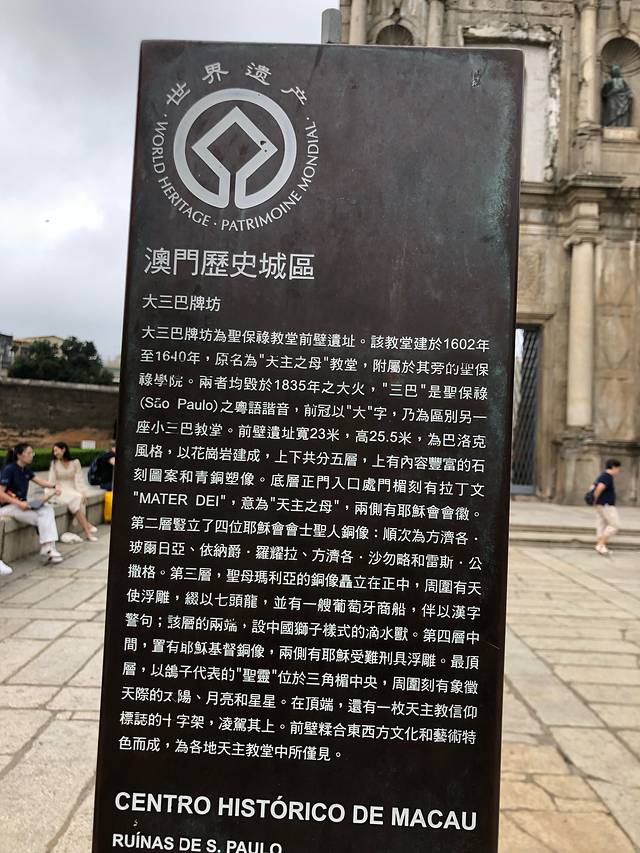 世界遗产
· WORLD HERITAGE · PATRIMOINE MONDIAL ·
澳門歷史城區
大三巴牌坊
大三巴牌坊為聖保祿教堂前壁遺址。該教堂建於1602年
至1640年，原名為"天主之母"教堂，附屬於其旁的聖保
祿學院。兩者均毀於1835年之大火，"三巴"是聖保祿
(São Paulo)之粵語諧音，前冠以"大"字，乃為區別另一
座小三巴教堂。前壁遺址寬23米，高25.5米，為巴洛克
風格，以花崗岩建成，上下共分五層，上有內容豐富的石
刻圖案和青銅塑像。底層正門入口處門楣刻有拉丁文
"MATER DEI"，意為"天主之母"，兩側有耶穌會會徽。
第二層豎立了四位耶穌會會士聖人銅像：順次為方濟各·
玻爾日亞、依納爵·羅耀拉、方濟各·沙勿略和雷斯·公
撒格。第三層，聖母瑪利亞的銅像矗立在正中，周圍有天
使浮雕，綴以七頭龍，並有一艘葡萄牙商船，伴以漢字
警句；該層的兩端，設中國獅子樣式的滴水獸。第四層中
間，置有耶穌基督銅像，兩側有耶穌受難刑具浮雕。最頂
層，以鴿子代表的"聖靈"位於三角楣中央，周圍刻有象徵
天際的太陽、月亮和星星。在頂端，還有一枚天主教信仰
標誌的十字架，凌駕其上。前壁糅合東西方文化和藝術特
色而成，為各地天主教堂中所僅見。
CENTRO HISTÓRICO DE MACAU
RUÍNAS DE S. PAULO